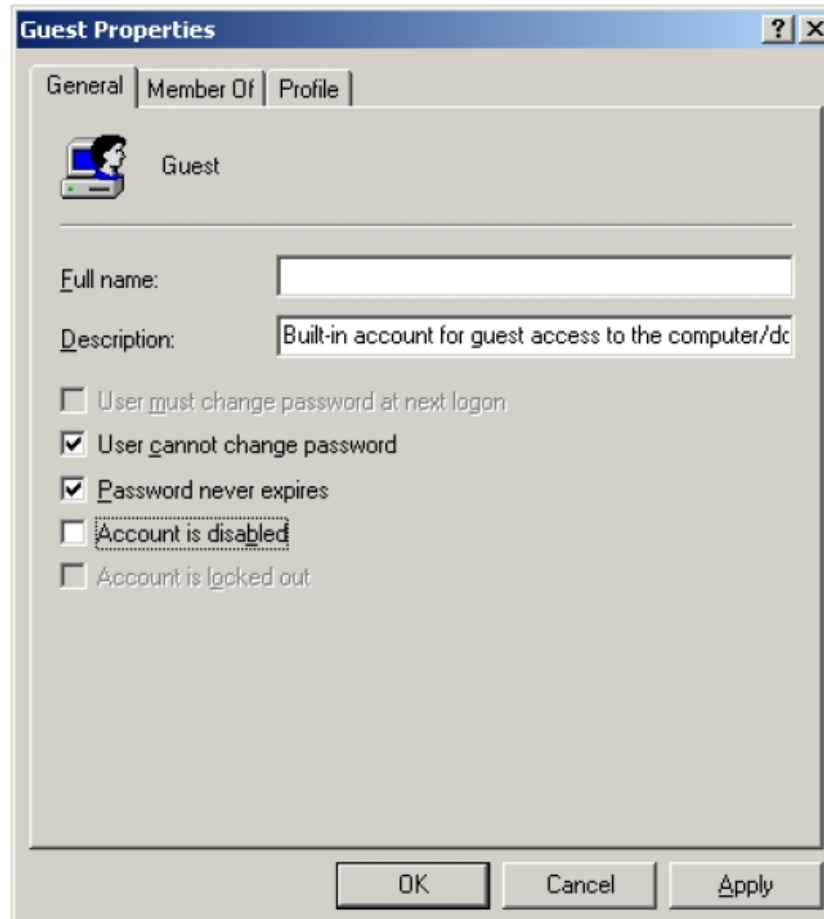 Guest Properties
General Member Of Profile
Guest
Full name:
Description: Built-in account for guest access to the computer/dc
User must change password at next logon
User cannot change password
Password never expires
Account is disabled
Account is locked out
OK Cancel Apply